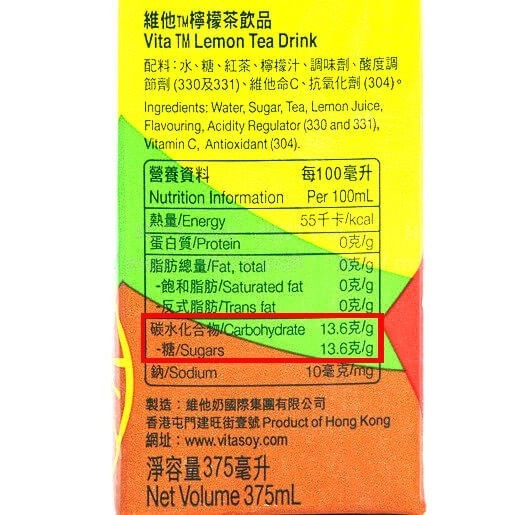 維他TM檸檬茶飲品
Vita TM Lemon Tea Drink
配料：水、糖、紅茶、檸檬汁、調味劑、酸度調
節劑 (330及331)、維他命C、抗氧化劑 (304)。
Ingredients: Water, Sugar, Tea, Lemon Juice,
Flavouring, Acidity Regulator (330 and 331),
Vitamin C, Antioxidant (304).
營養資料 每100毫升
Nutrition Information Per 100mL
熱量/Energy 55千卡/kcal
蛋白質/Protein 0克/g
脂肪總量/Fat, total 0克/g
-飽和脂肪/Saturated fat 0克/g
-反式脂肪/Trans fat 0克/g
碳水化合物/Carbohydrate 13.6克/g
-糖/Sugars 13.6克/g
鈉/Sodium 10毫克/mg
製造：維他奶國際集團有限公司
香港屯門建旺街壹號 Product of Hong Kong
網址：www.vitasoy.com
淨容量375毫升
Net Volume 375mL